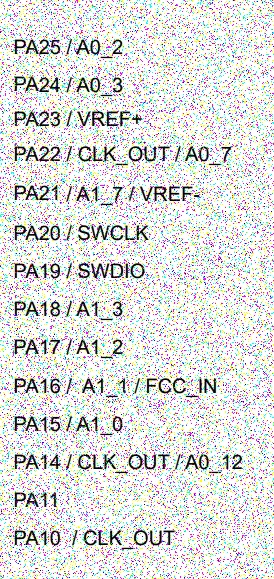 PA25 / A0_2
PA24 / A0_3
PA23 / VREF+
PA22 / CLK_OUT / A0_7
PA21 / A1_7 / VREF-
PA20 / SWCLK
PA19 / SWDIO
PA18 / A1_3
PA17 / A1_2
PA16 /  A1_1 / FCC_IN
PA15 / A1_0
PA14 / CLK_OUT / A0_12
PA11
PA10  / CLK_OUT